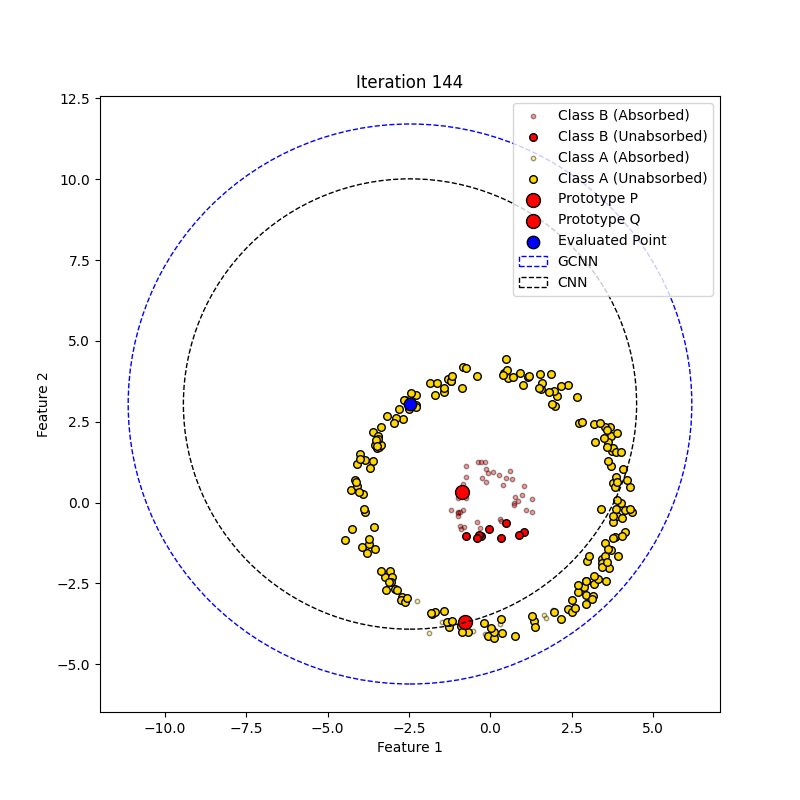 Iteration 144
12.5
10.0
7.5
5.0
2.5
0.0
−2.5
−5.0
Feature 2
Class B (Absorbed)
Class B (Unabsorbed)
Class A (Absorbed)
Class A (Unabsorbed)
Prototype P
Prototype Q
Evaluated Point
GCNN
CNN
−10.0 −7.5 −5.0 −2.5 0.0 2.5 5.0
Feature 1